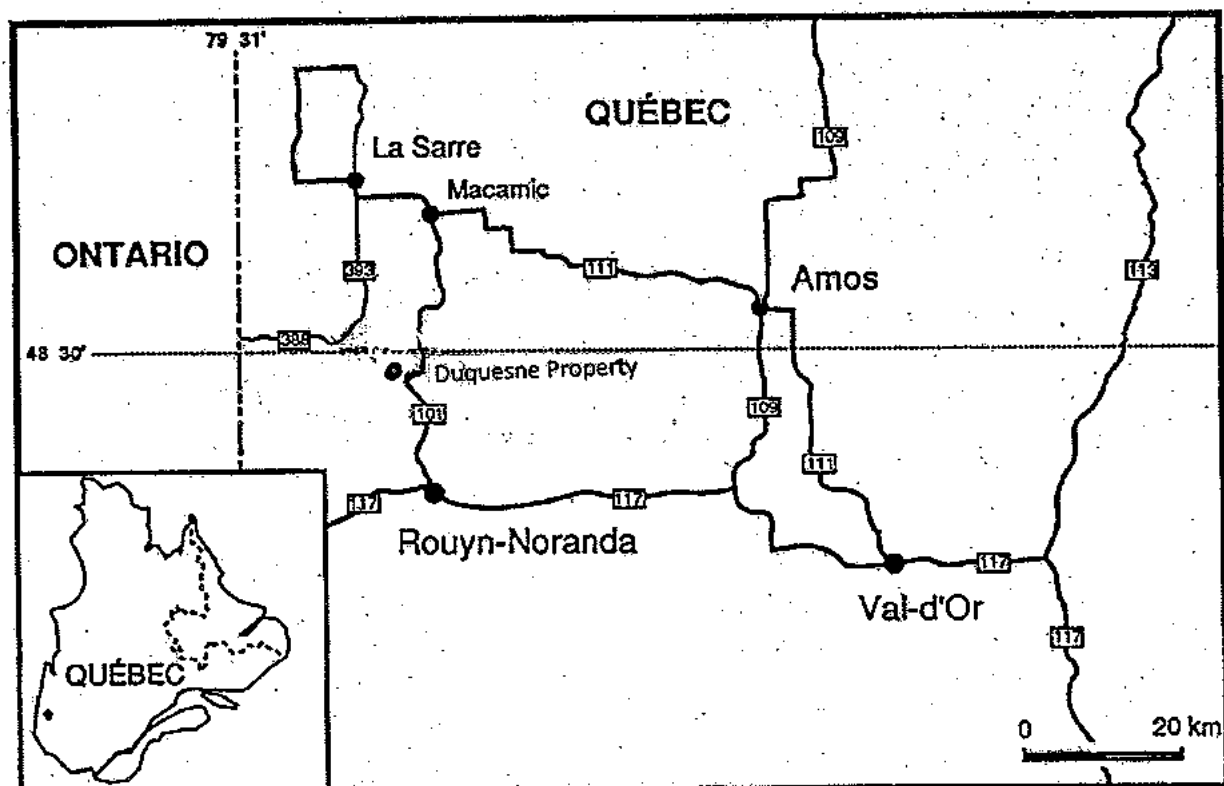 79 31'
QUÉBEC
109
La Sarre
Macamic
ONTARIO
393
111
113
Amos
388
48 30'
Duquesne Property
101
109
111
117
117
Rouyn-Noranda
117
Val-d'Or
117
QUÉBEC
0 20 km